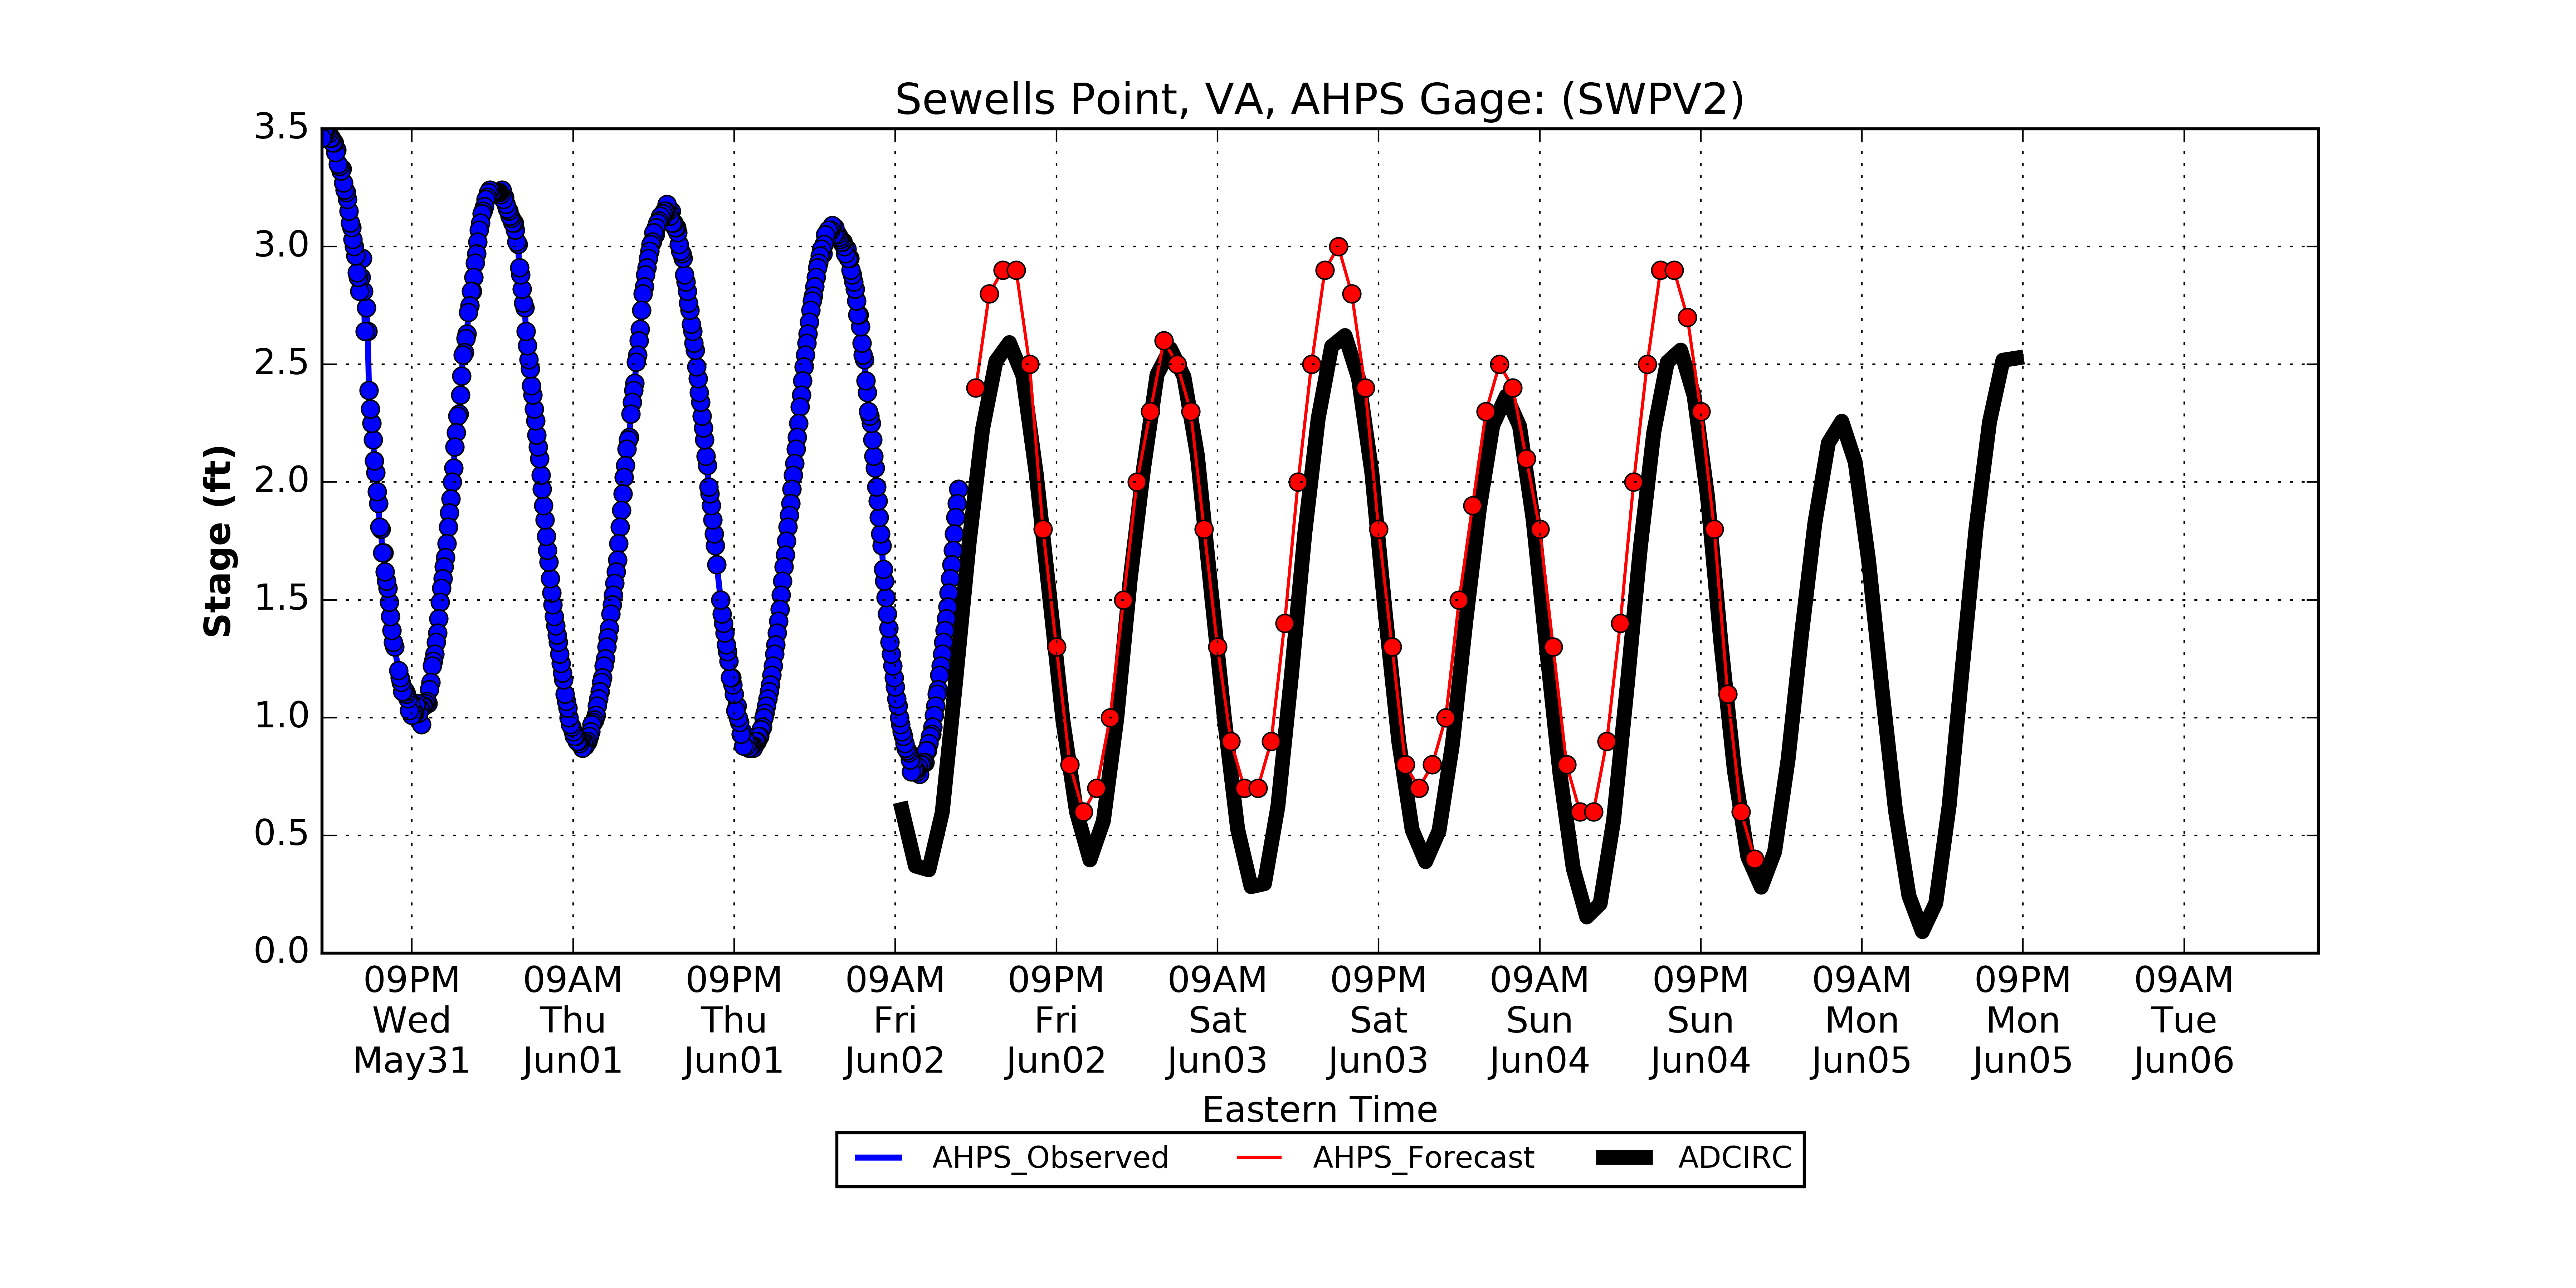 Sewells Point, VA, AHPS Gage: (SWPV2)
Stage (ft)
3.5
3.0
2.5
2.0
1.5
1.0
0.5
0.0
09PM 09AM 09PM 09AM 09PM 09AM 09PM 09AM 09PM 09AM 09PM 09AM
Wed Thu Thu Fri Fri Sat Sat Sun Sun Mon Mon Tue
May31 Jun01 Jun01 Jun02 Jun02 Jun03 Jun03 Jun04 Jun04 Jun05 Jun05 Jun06
Eastern Time
AHPS_Observed AHPS_Forecast ADCIRC